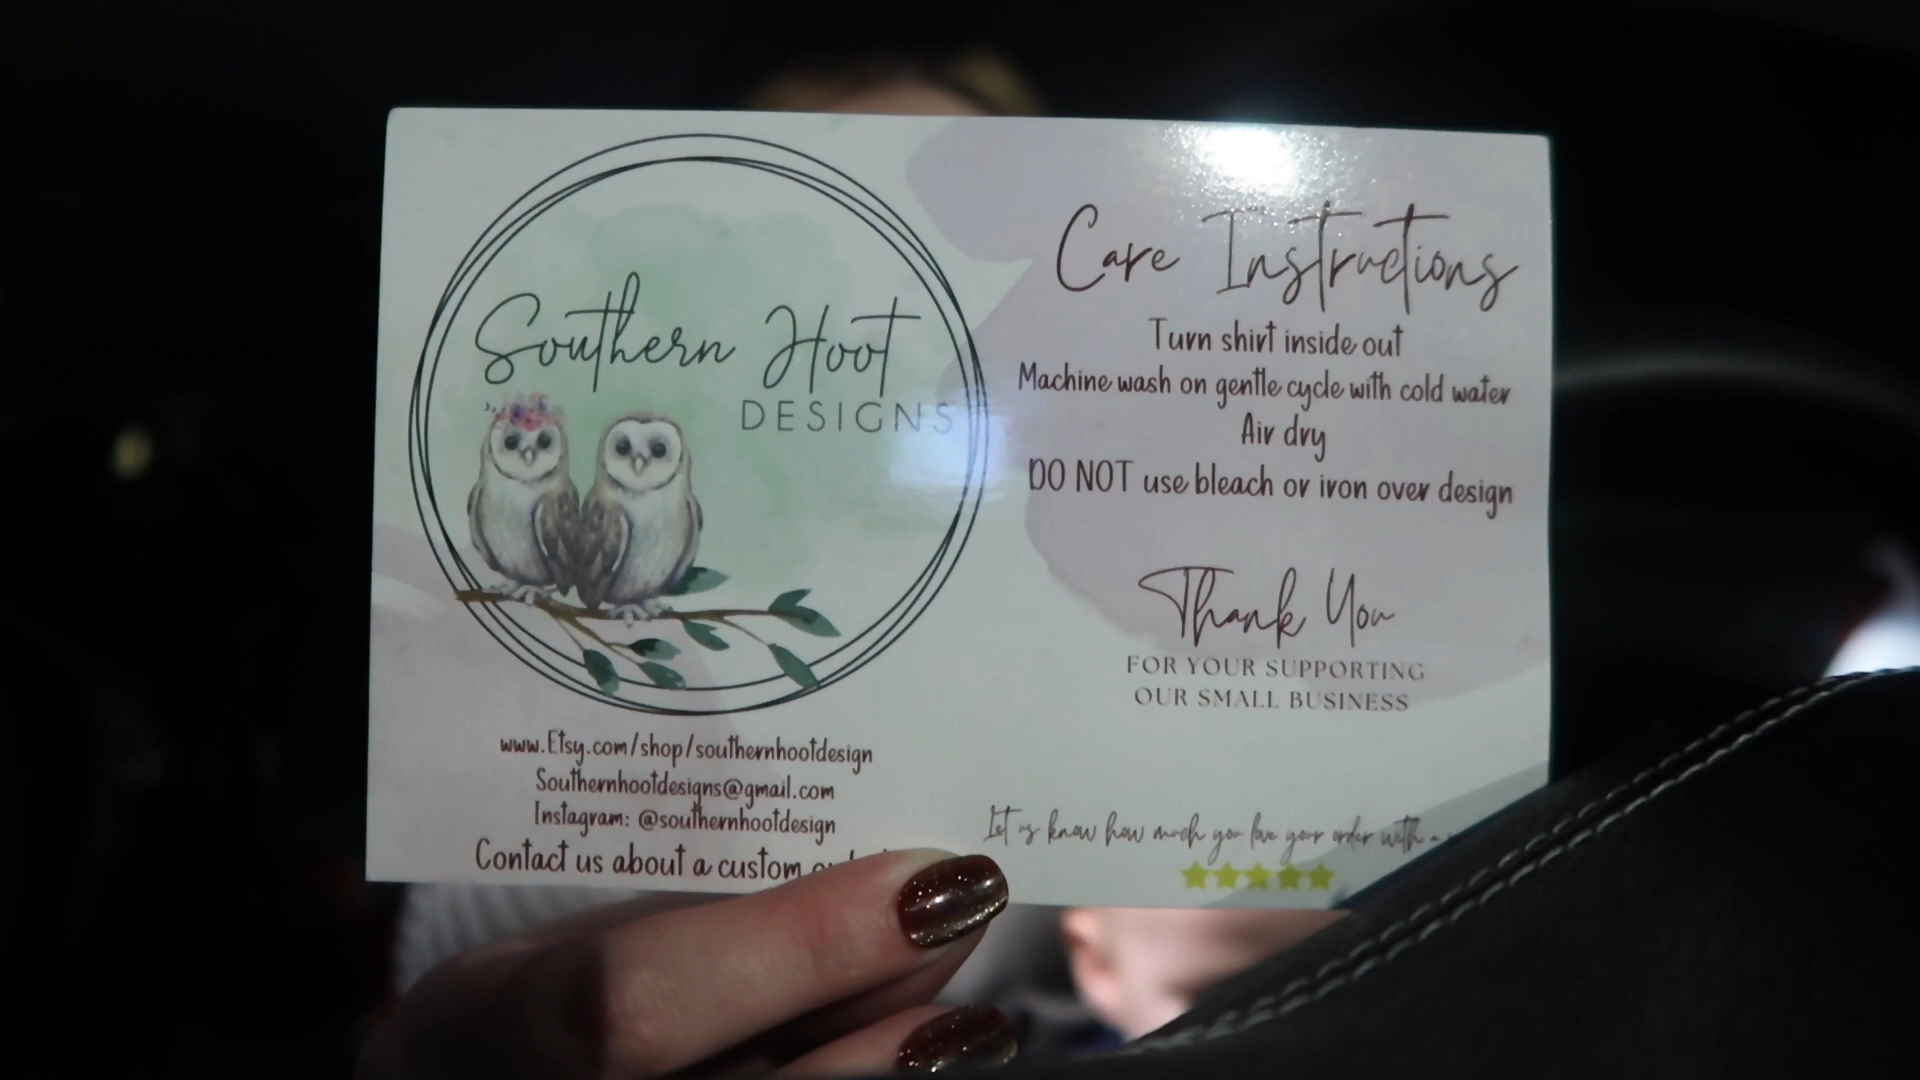 Southern Hoot
DESIGNS
www.Etsy.com/shop/southernhootdesign
Southernhootdesigns@gmail.com
Instagram: @southernhootdesign
Contact us about a custom
Care Instructions
Turn shirt inside out
Machine wash on gentle cycle with cold water
Air dry
DO NOT use bleach or iron over design
Thank You
FOR YOUR SUPPORTING
OUR SMALL BUSINESS
Let us know how much you love your order with a